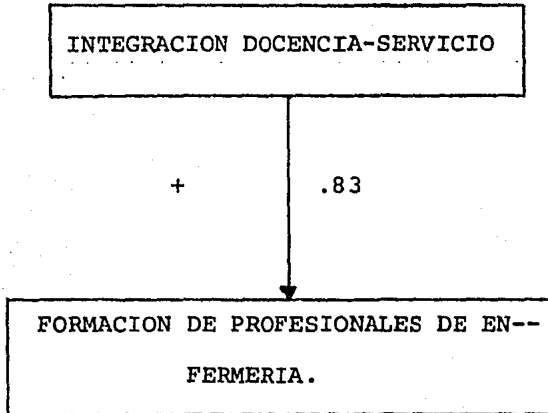 INTEGRACION DOCENCIA-SERVICIO
+ .83
FORMACION DE PROFESIONALES DE EN--
FERMERIA.